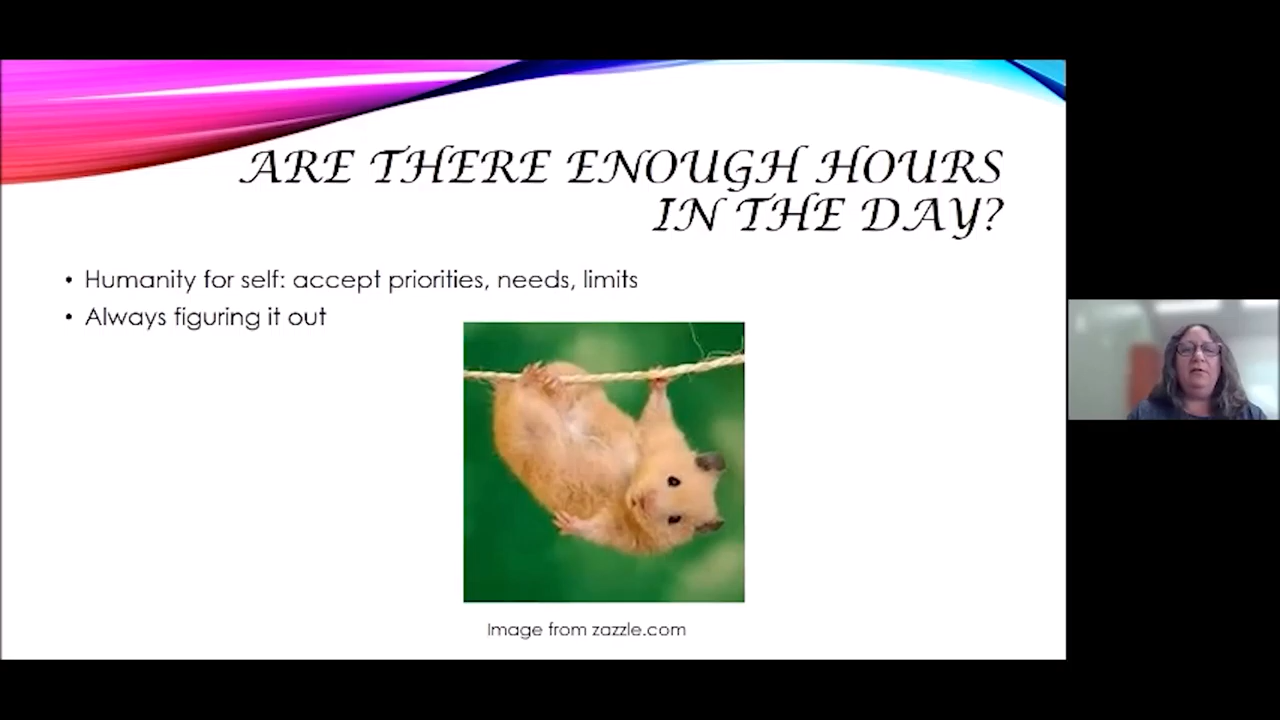 ARE THERE ENOUGH HOURS
IN THE DAY?
• Humanity for self: accept priorities, needs, limits
• Always figuring it out
Image from zazzle.com